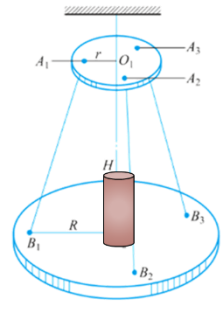 A₃
A₁ r O₁
A₂
H
B₃
B₁ R
B₂